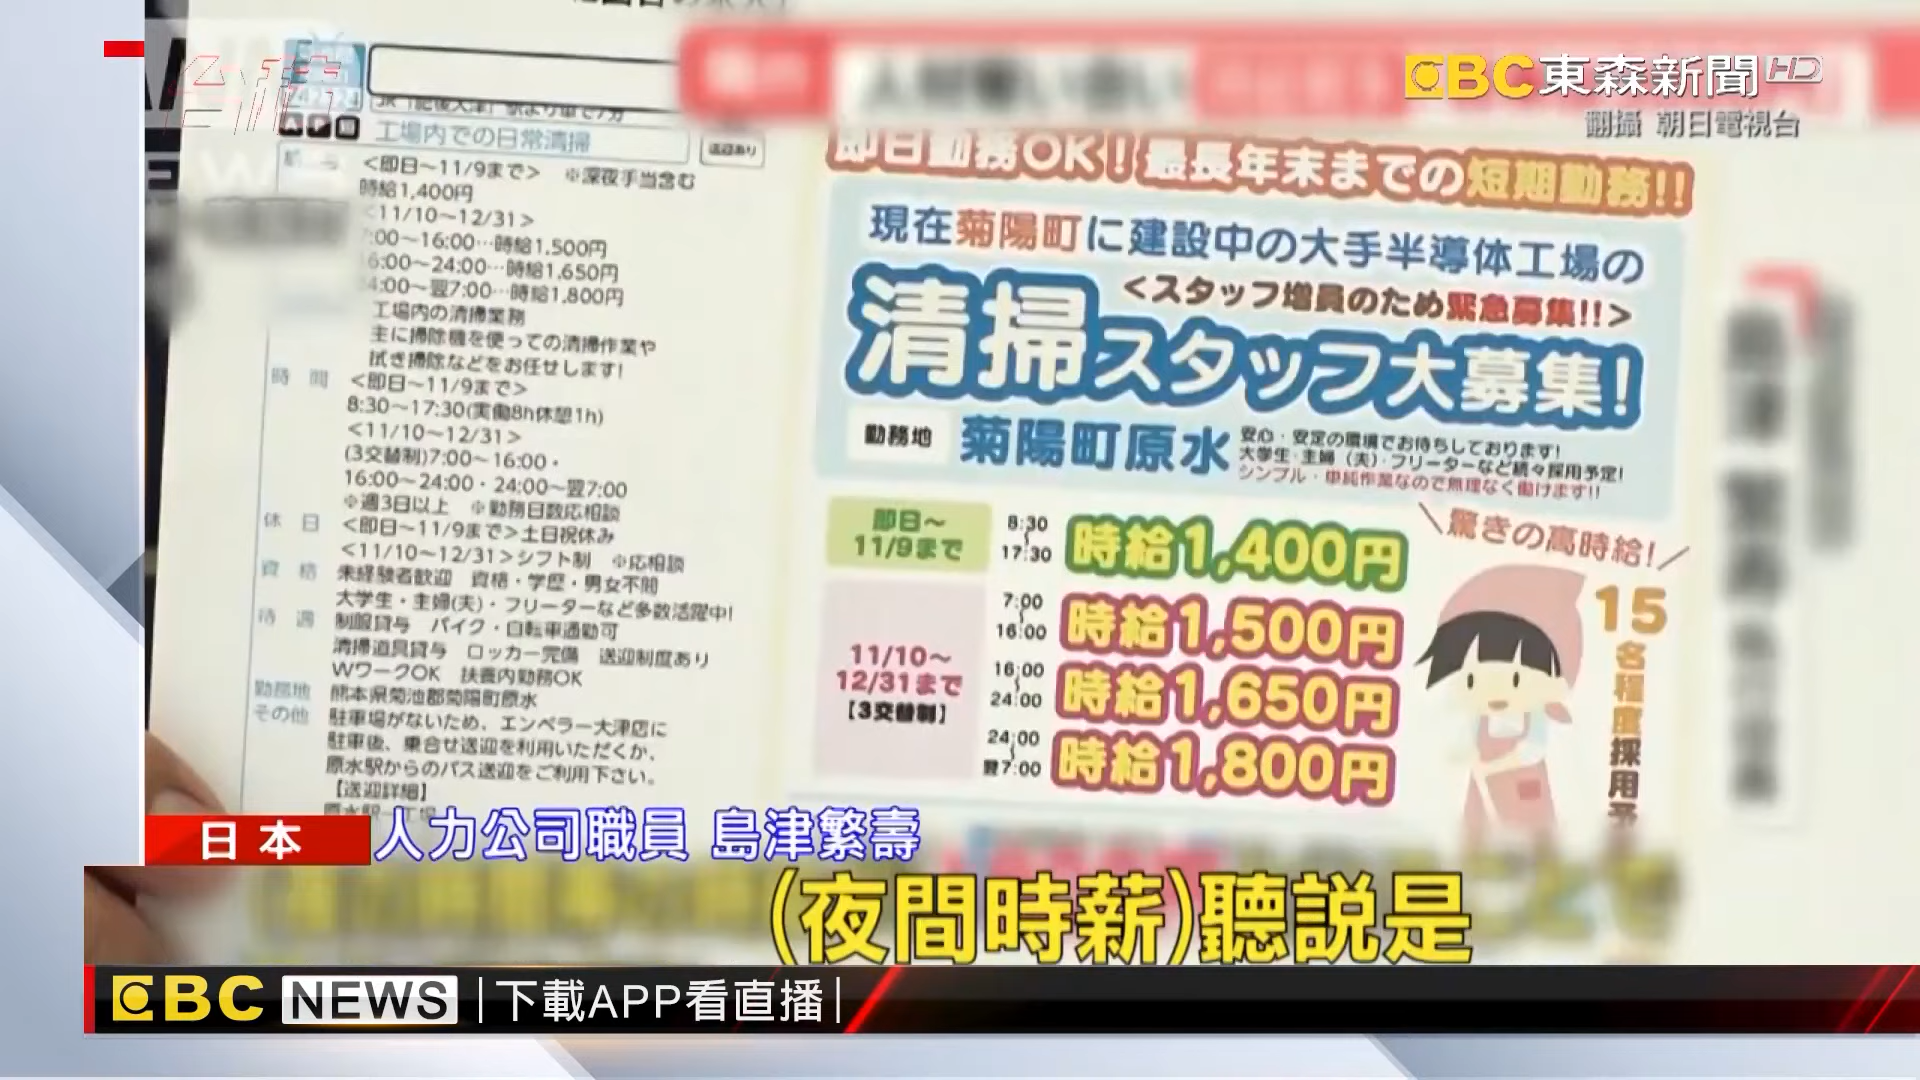 EBC東森新聞HD
翻攝 朝日電視台
JR「肥後大津」駅より車で7分
工場内での日常清掃
送迎あり
給 与
<即日～11/9まで> ※深夜手当含む
時給1,400円
<11/10～12/31>
:00～16:00…時給1,500円
6:00～24:00…時給1,650円
4:00～翌7:00…時給1,800円
工場内の清掃業務
主に掃除機を使っての清掃作業や
拭き掃除などをお任せします!
時 間 <即日～11/9まで>
8:30～17:30(実働8h休憩1h)
<11/10～12/31>
(3交替制)7:00～16:00・
16:00～24:00・24:00～翌7:00
※週3日以上 ※勤務日数応相談
休 日 <即日～11/9まで>土日祝休み
<11/10～12/31>シフト制 ※応相談
資 格 未経験者歓迎 資格・学歴・男女不問
大学生・主婦(夫)・フリーターなど多数活躍中!
待 遇 制服貸与 バイク・自転車通勤可
清掃道具貸与 ロッカー完備 送迎制度あり
WワークOK 扶養内勤務OK
勤務地 熊本県菊池郡菊陽町原水
その他 駐車場がないため、エンペラー大津店に
駐車後、乗合せ送迎を利用いただくか、
原水駅からのバス送迎をご利用下さい。
【送迎詳細】
即日勤務OK!最長年末までの短期勤務!!
現在菊陽町に建設中の大手半導体工場の
<スタッフ増員のため緊急募集!!>
清掃スタッフ大募集!
勤務地 菊陽町原水
安心・安定の環境でお待ちしております!
大学生・主婦(夫)・フリーターなど続々採用予定!
シンプル・単純作業なので無理なく働けます!!
驚きの高時給!
即日～
11/9まで
8:30
～
17:30
時給1,400円
11/10～
12/31まで
【3交替制】
7:00
～
16:00
時給1,500円
16:00
～
24:00
時給1,650円
24:00
～
翌7:00
時給1,800円
15名程度採用予
日本
人力公司職員 島津繁壽
(夜間時薪)聽説是
EBC NEWS |下載APP看直播|